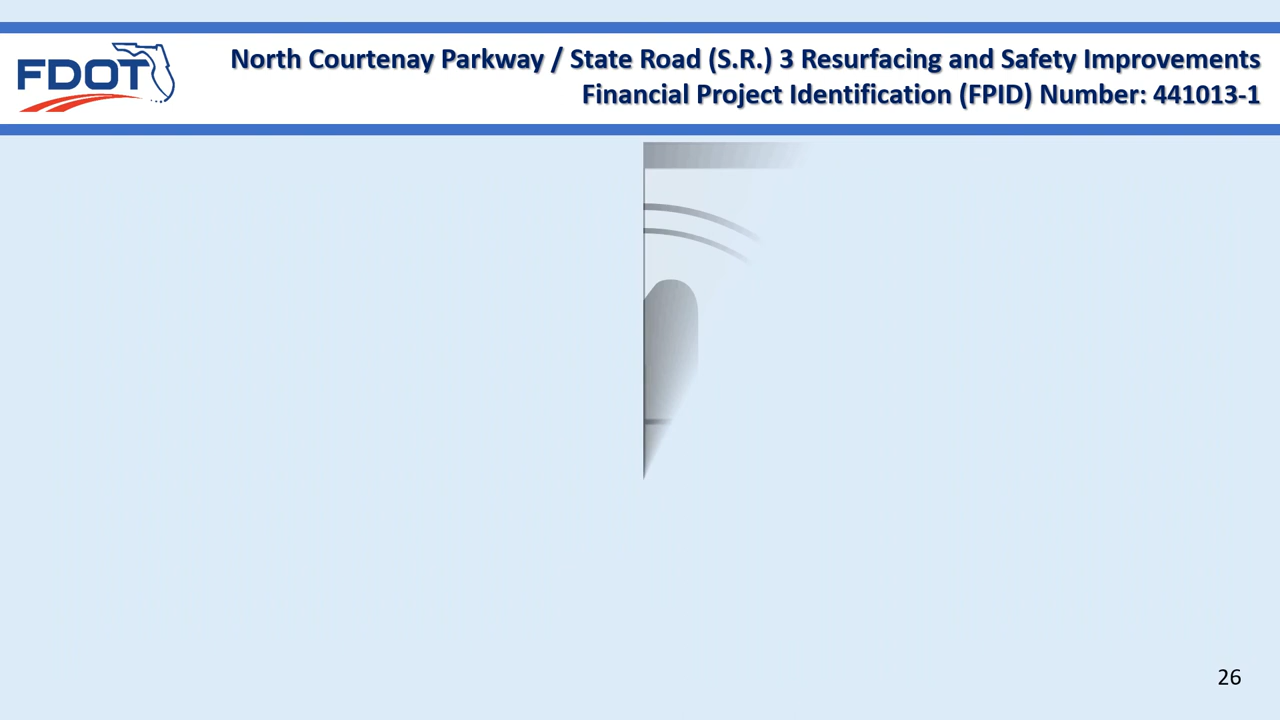 FDOT
North Courtenay Parkway / State Road (S.R.) 3 Resurfacing and Safety Improvements
Financial Project Identification (FPID) Number: 441013-1
26